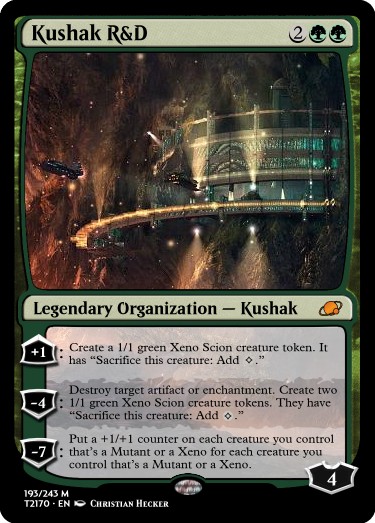 Kushak R&D 2
Legendary Organization — Kushak
+1: Create a 1/1 green Xeno Scion creature token. It
has “Sacrifice this creature: Add ◇.”
-4: Destroy target artifact or enchantment. Create two
1/1 green Xeno Scion creature tokens. They have
“Sacrifice this creature: Add ◇.”
-7: Put a +1/+1 counter on each creature you control
that’s a Mutant or a Xeno for each creature you
control that’s a Mutant or a Xeno.
4
193/243 M
T2170 • EN Christian Hecker